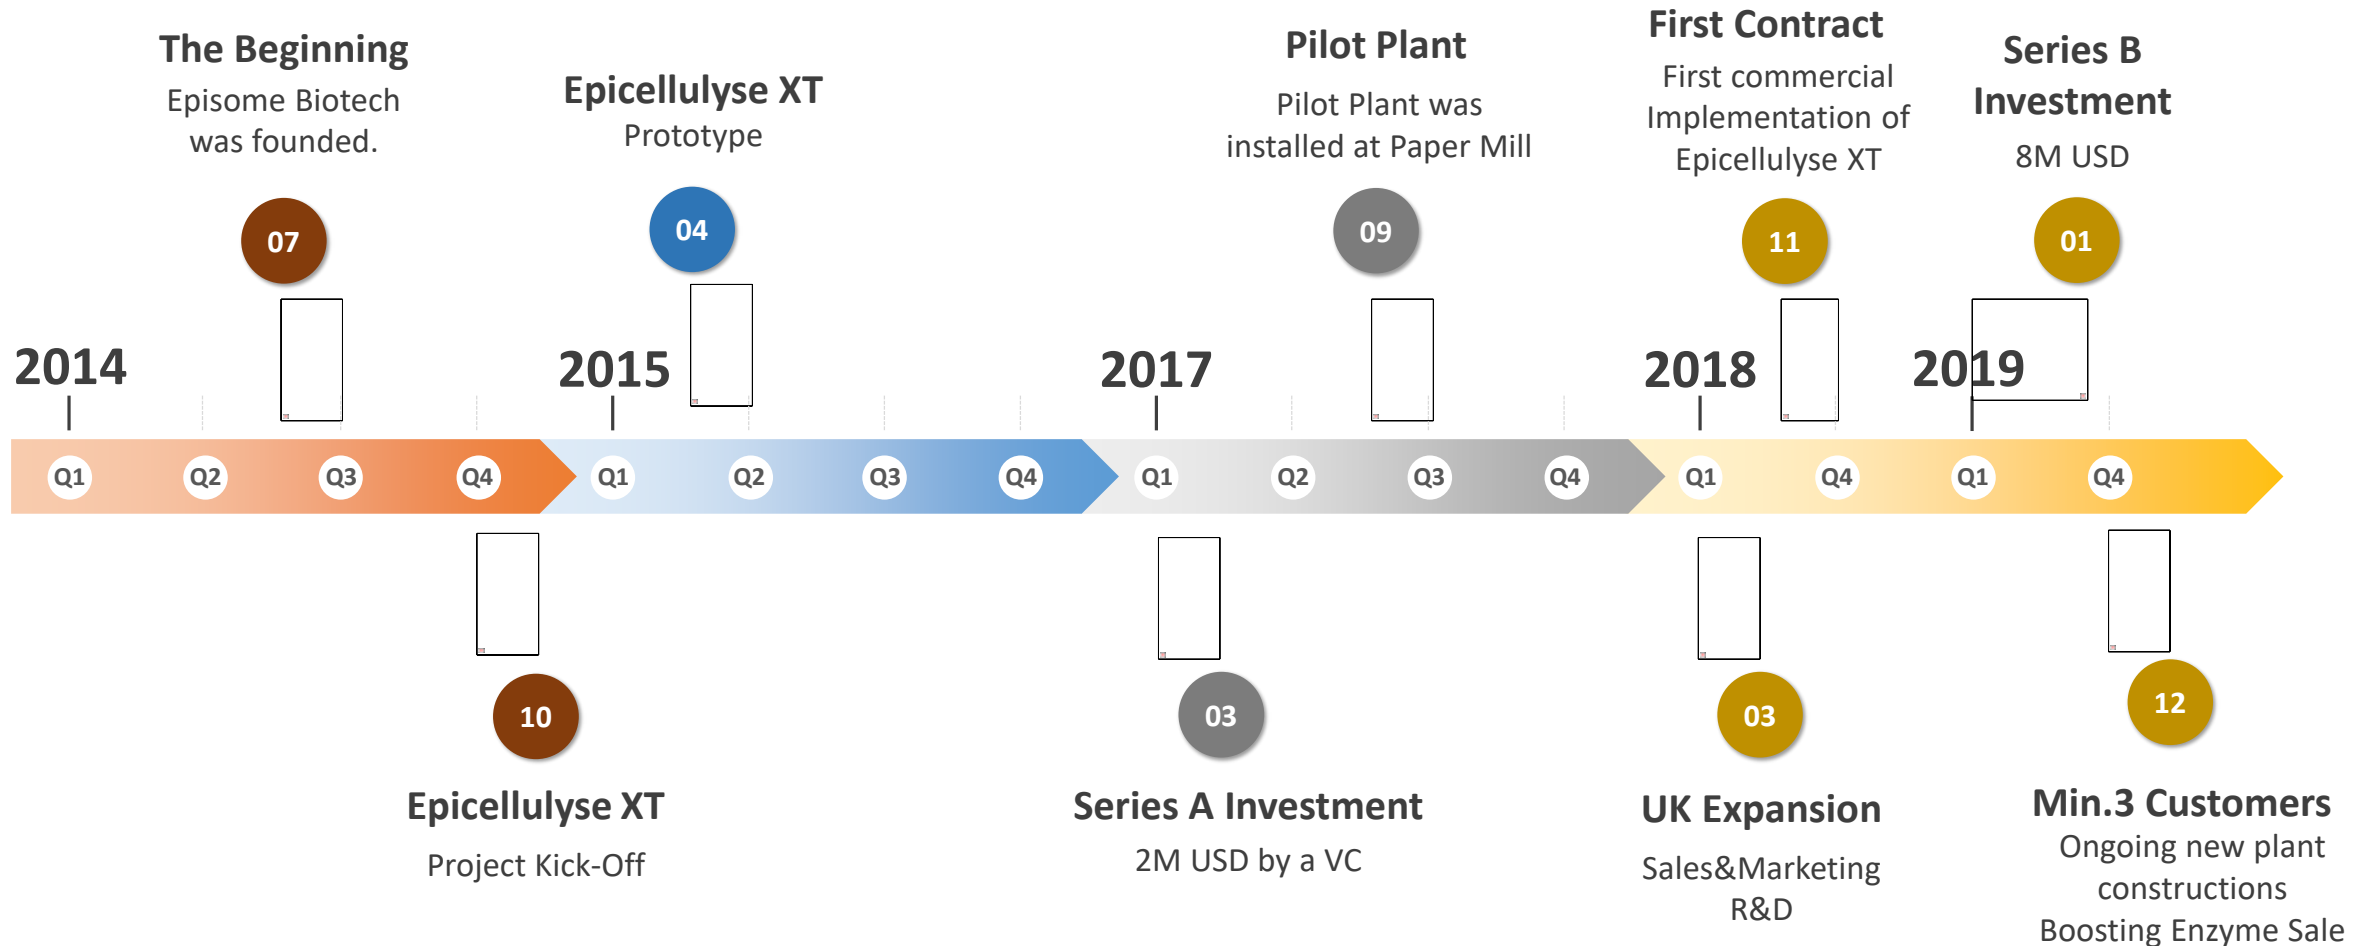 The Beginning
Episome Biotech
was founded.
07
Epicellulyse XT
Prototype
04
Pilot Plant
Pilot Plant was
installed at Paper Mill
09
First Contract
First commercial
Implementation of
Epicellulyse XT
11
Series B
Investment
8M USD
01
2014
2015
2017
2018
2019
Q1
Q2
Q3
Q4
Q1
Q2
Q3
Q4
Q1
Q2
Q3
Q4
Q1
Q4
Q1
Q4
10
Epicellulyse XT
Project Kick-Off
03
Series A Investment
2M USD by a VC
03
UK Expansion
Sales&Marketing
R&D
12
Min.3 Customers
Ongoing new plant
constructions
Boosting Enzyme Sale